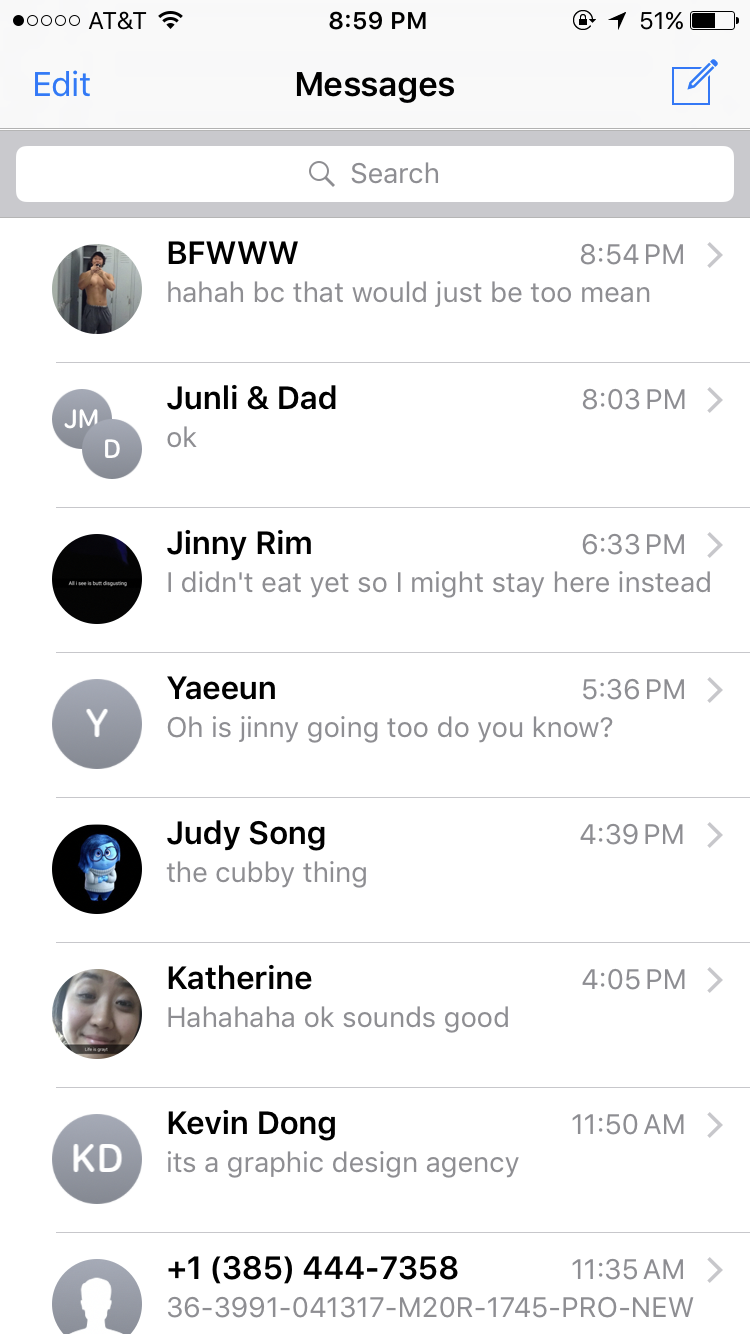 AT&T 8:59 PM 51%
Edit Messages
Search
BFWWW 8:54 PM
hahah bc that would just be too mean
JM D Junli & Dad 8:03 PM
ok
Jinny Rim 6:33 PM
All i see is butt disgusting
I didn't eat yet so I might stay here instead
Y Yaeeun 5:36 PM
Oh is jinny going too do you know?
Judy Song 4:39 PM
the cubby thing
Katherine 4:05 PM
Hahahaha ok sounds good
KD Kevin Dong 11:50 AM
its a graphic design agency
+1 (385) 444-7358 11:35 AM
36-3991-041317-M20R-1745-PRO-NEW